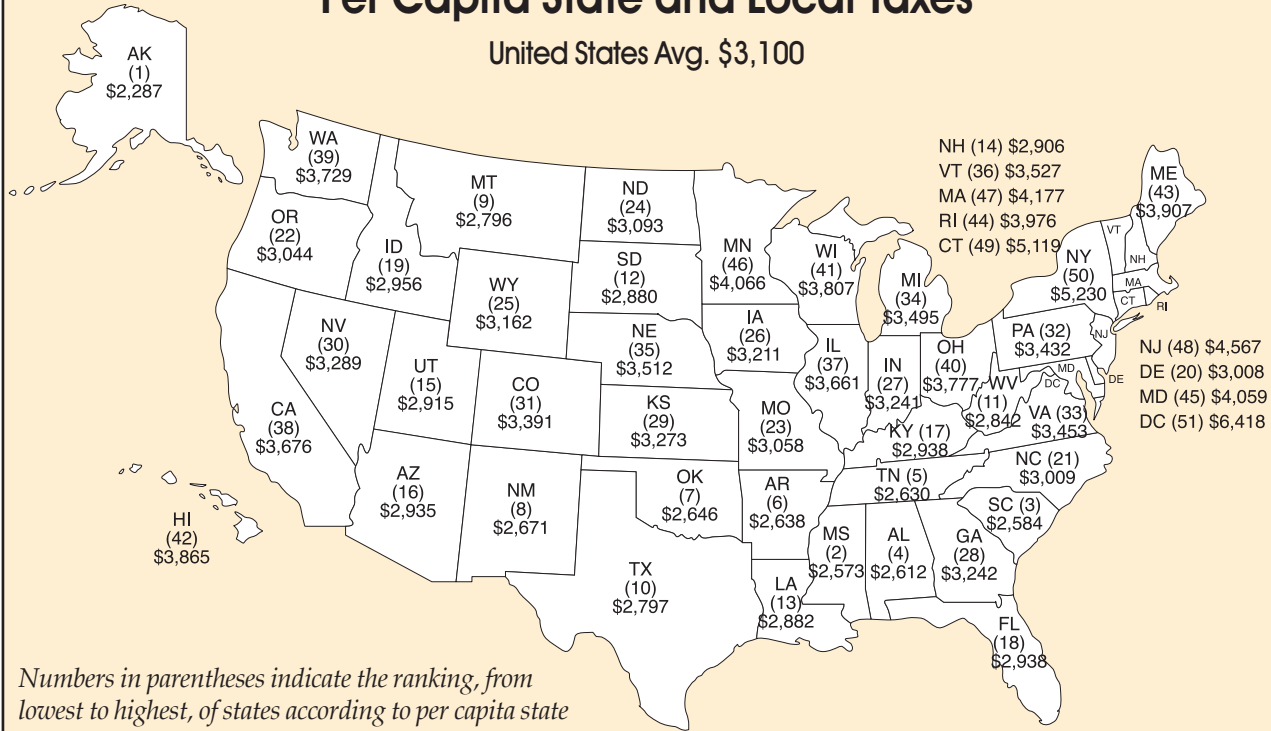 Per Capita State and Local Taxes
United States Avg. $3,100
AK
(1)
$2,287
WA
(39)
$3,729
MT
(9)
$2,796
ND
(24)
$3,093
OR
(22)
$3,044
ID
(19)
$2,956
WY
(25)
$3,162
SD
(12)
$2,880
MN
(46)
$4,066
WI
(41)
$3,807
MI
(34)
$3,495
NH (14) $2,906
VT (36) $3,527
MA (47) $4,177
RI (44) $3,976
CT (49) $5,119
ME
(43)
$3,907
VT
NH
MA
CT
RI
NY
(50)
$5,230
NV
(30)
$3,289
UT
(15)
$2,915
CO
(31)
$3,391
NE
(35)
$3,512
IA
(26)
$3,211
IL
(37)
$3,661
IN
(27)
$3,241
OH
(40)
$3,777
PA (32)
$3,432
NJ
MD
DE
DC
NJ (48) $4,567
DE (20) $3,008
MD (45) $4,059
DC (51) $6,418
CA
(38)
$3,676
KS
(29)
$3,273
MO
(23)
$3,058
WV
(11)
$2,842
VA (33)
$3,453
KY (17)
$2,938
NC (21)
$3,009
AZ
(16)
$2,935
NM
(8)
$2,671
OK
(7)
$2,646
AR
(6)
$2,638
TN (5)
$2,630
SC (3)
$2,584
HI
(42)
$3,865
TX
(10)
$2,797
LA
(13)
$2,882
MS
(2)
$2,573
AL
(4)
$2,612
GA
(28)
$3,242
FL
(18)
$2,938
Numbers in parentheses indicate the ranking, from
lowest to highest, of states according to per capita state